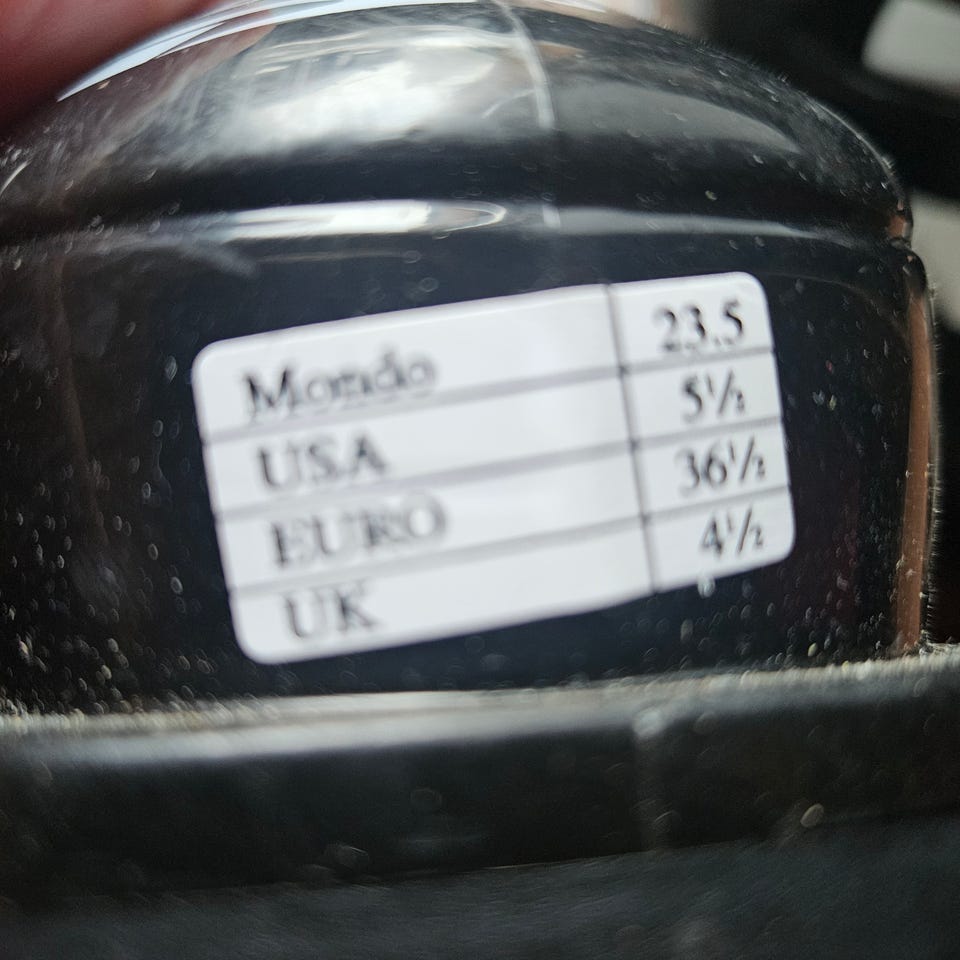 Mondo 23.5
USA 5½
EURO 36½
UK 4½